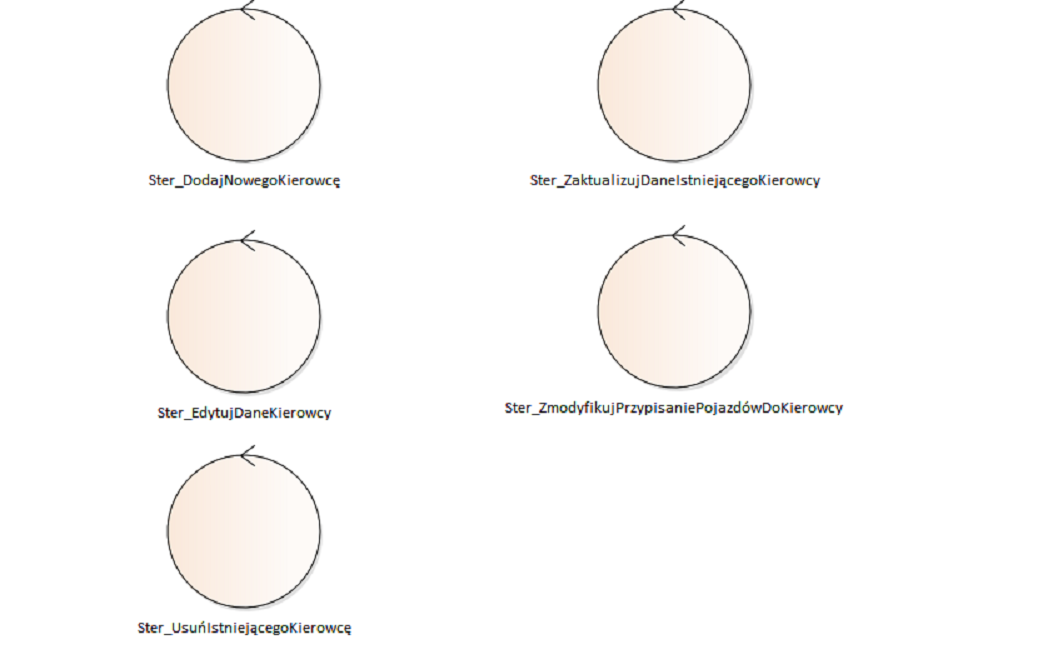 Ster_DodajNowegoKierowcę
Ster_ZaktualizujDaneIstniejącegoKierowcy
Ster_EdytujDaneKierowcy
Ster_ZmodyfikujPrzypisaniePojazdówDoKierowcy
Ster_UsuńIstniejącegoKierowcę